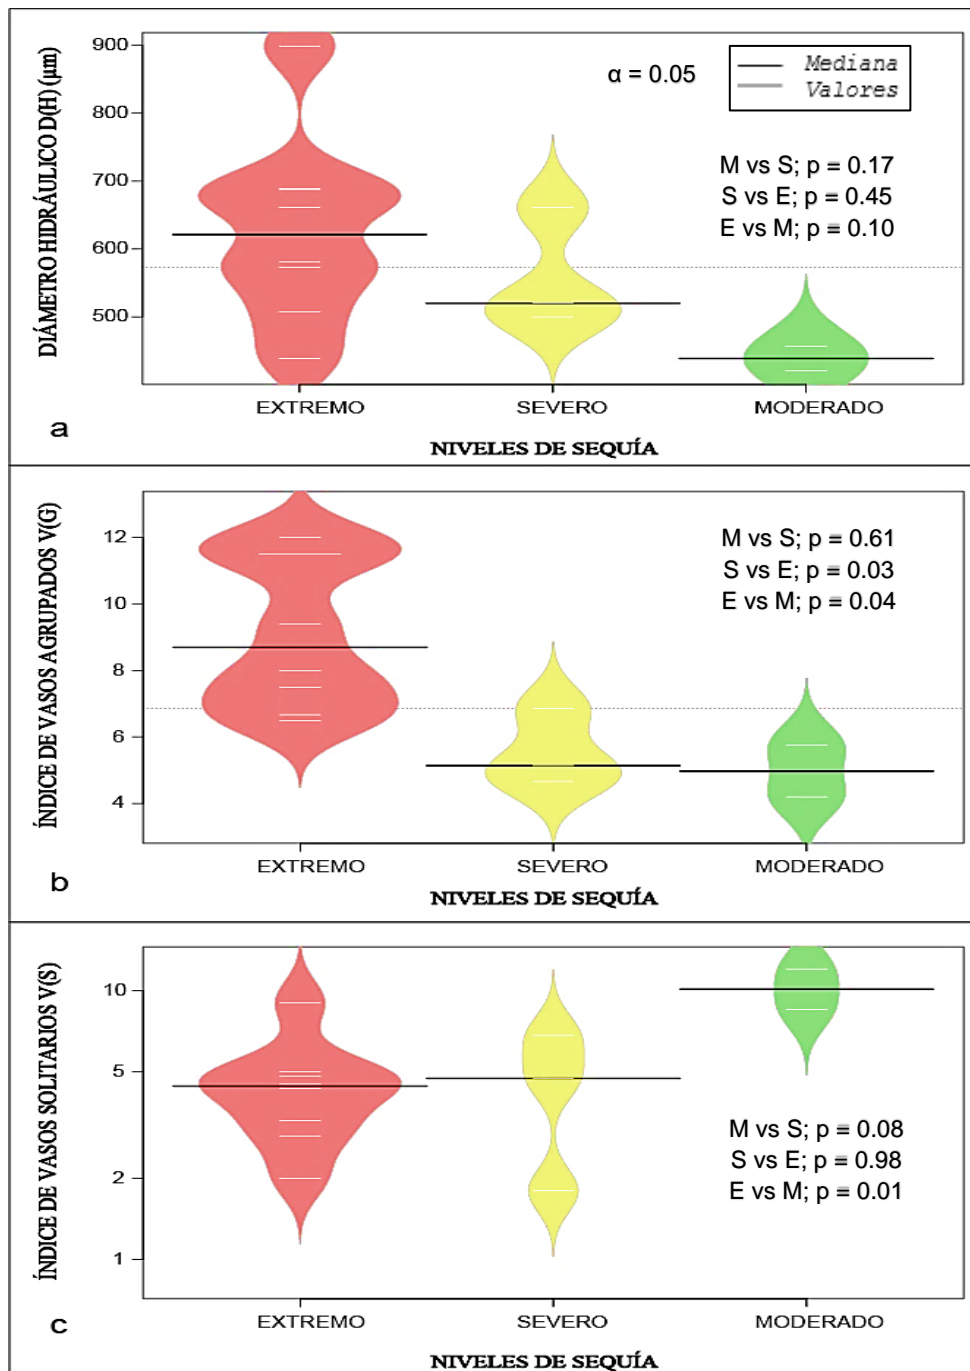 DIÁMETRO HIDRÁULICO D(H) (µm)
900
800
700
600
500
α = 0.05
Mediana
Valores
M vs S; p = 0.17
S vs E; p = 0.45
E vs M; p = 0.10
EXTREMO
SEVERO
MODERADO
a
NIVELES DE SEQUÍA
ÍNDICE DE VASOS AGRUPADOS V(G)
12
10
8
6
4
M vs S; p = 0.61
S vs E; p = 0.03
E vs M; p = 0.04
EXTREMO
SEVERO
MODERADO
b
NIVELES DE SEQUÍA
ÍNDICE DE VASOS SOLITARIOS V(S)
10
5
2
1
M vs S; p = 0.08
S vs E; p = 0.98
E vs M; p = 0.01
EXTREMO
SEVERO
MODERADO
c
NIVELES DE SEQUÍA